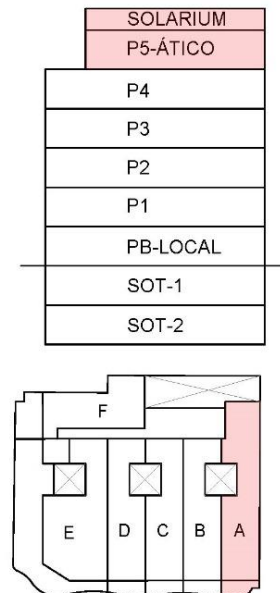 SOLARIUM
P5-ÁTICO
P4
P3
P2
P1
PB-LOCAL
SOT-1
SOT-2
F
E
D
C
B
A